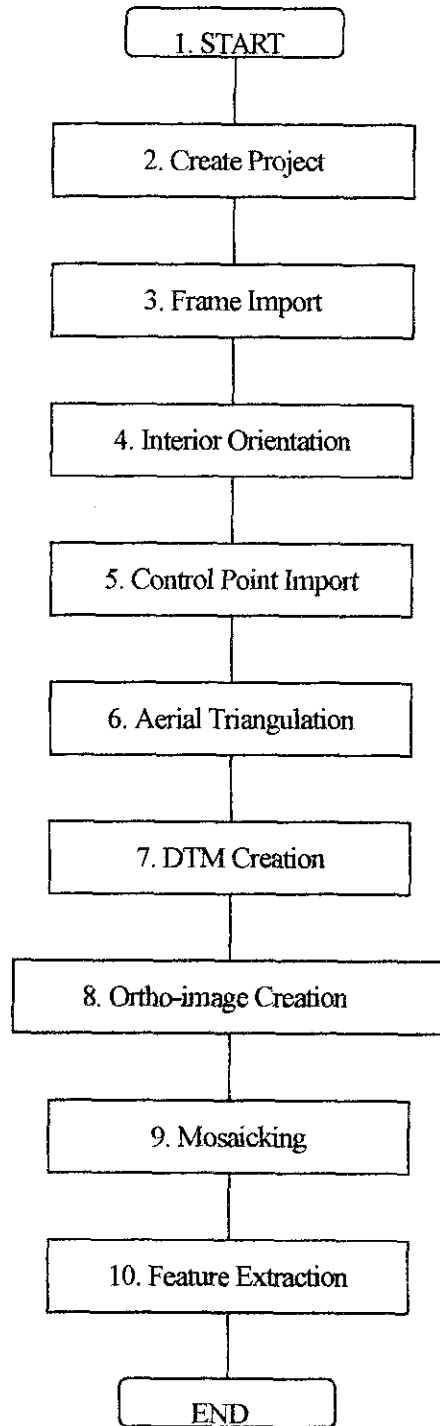 1. START
2. Create Project
3. Frame Import
4. Interior Orientation
5. Control Point Import
6. Aerial Triangulation
7. DTM Creation
8. Ortho-image Creation
9. Mosaicking
10. Feature Extraction
END